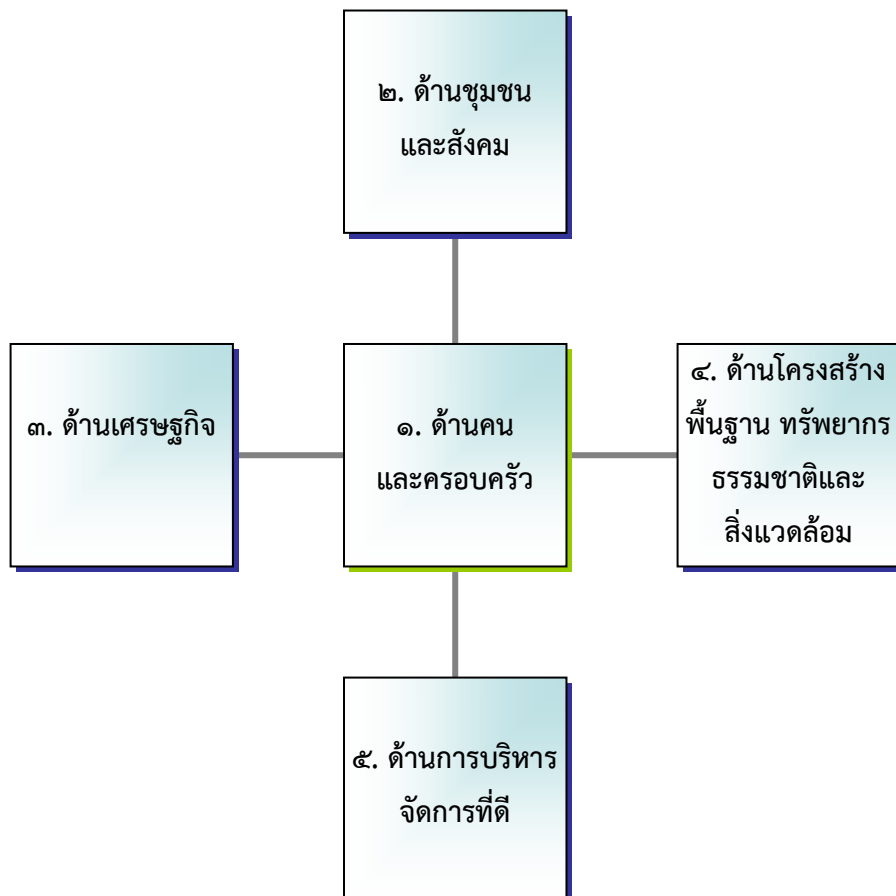 ๒. ด้านชุมชน
และสังคม
๓. ด้านเศรษฐกิจ
๑. ด้านคน
และครอบครัว
๔. ด้านโครงสร้าง
พื้นฐาน ทรัพยากร
ธรรมชาติและ
สิ่งแวดล้อม
๕. ด้านการบริหาร
จัดการที่ดี